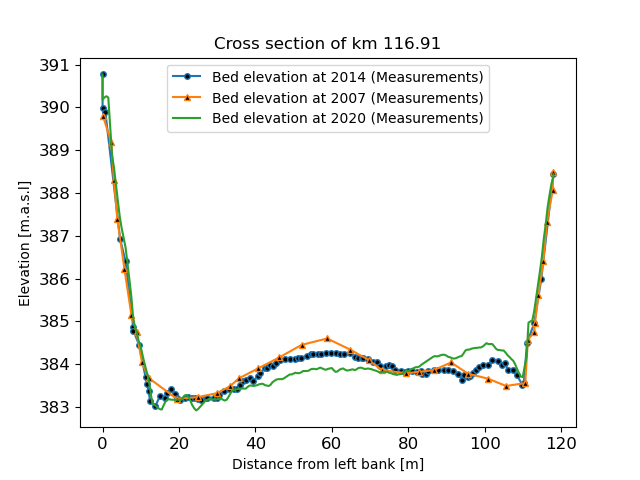 Cross section of km 116.91
Bed elevation at 2014 (Measurements)
Bed elevation at 2007 (Measurements)
Bed elevation at 2020 (Measurements)
Elevation [m.a.s.l]
391
390
389
388
387
386
385
384
383
0 20 40 60 80 100 120
Distance from left bank [m]